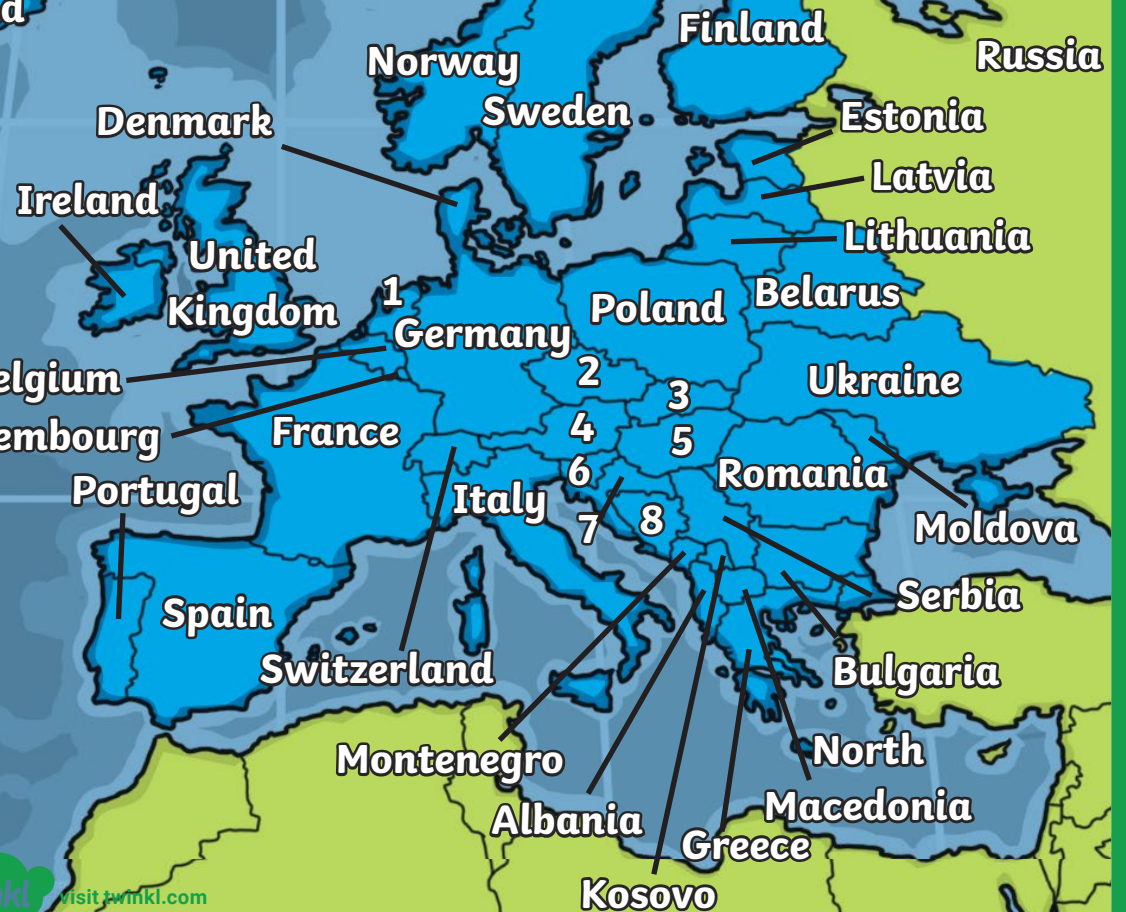 d
Norway
Finland
Russia
Sweden
Denmark
Estonia
Latvia
Ireland
Lithuania
United
Kingdom
1
Poland
Belarus
Germany
elgium
2
3
Ukraine
embourg
France
4
5
6
Romania
Portugal
Italy
7
8
Moldova
Serbia
Spain
Switzerland
Bulgaria
Montenegro
North
Macedonia
Albania
Greece
Kosovo
nkl
visit twinkl.com